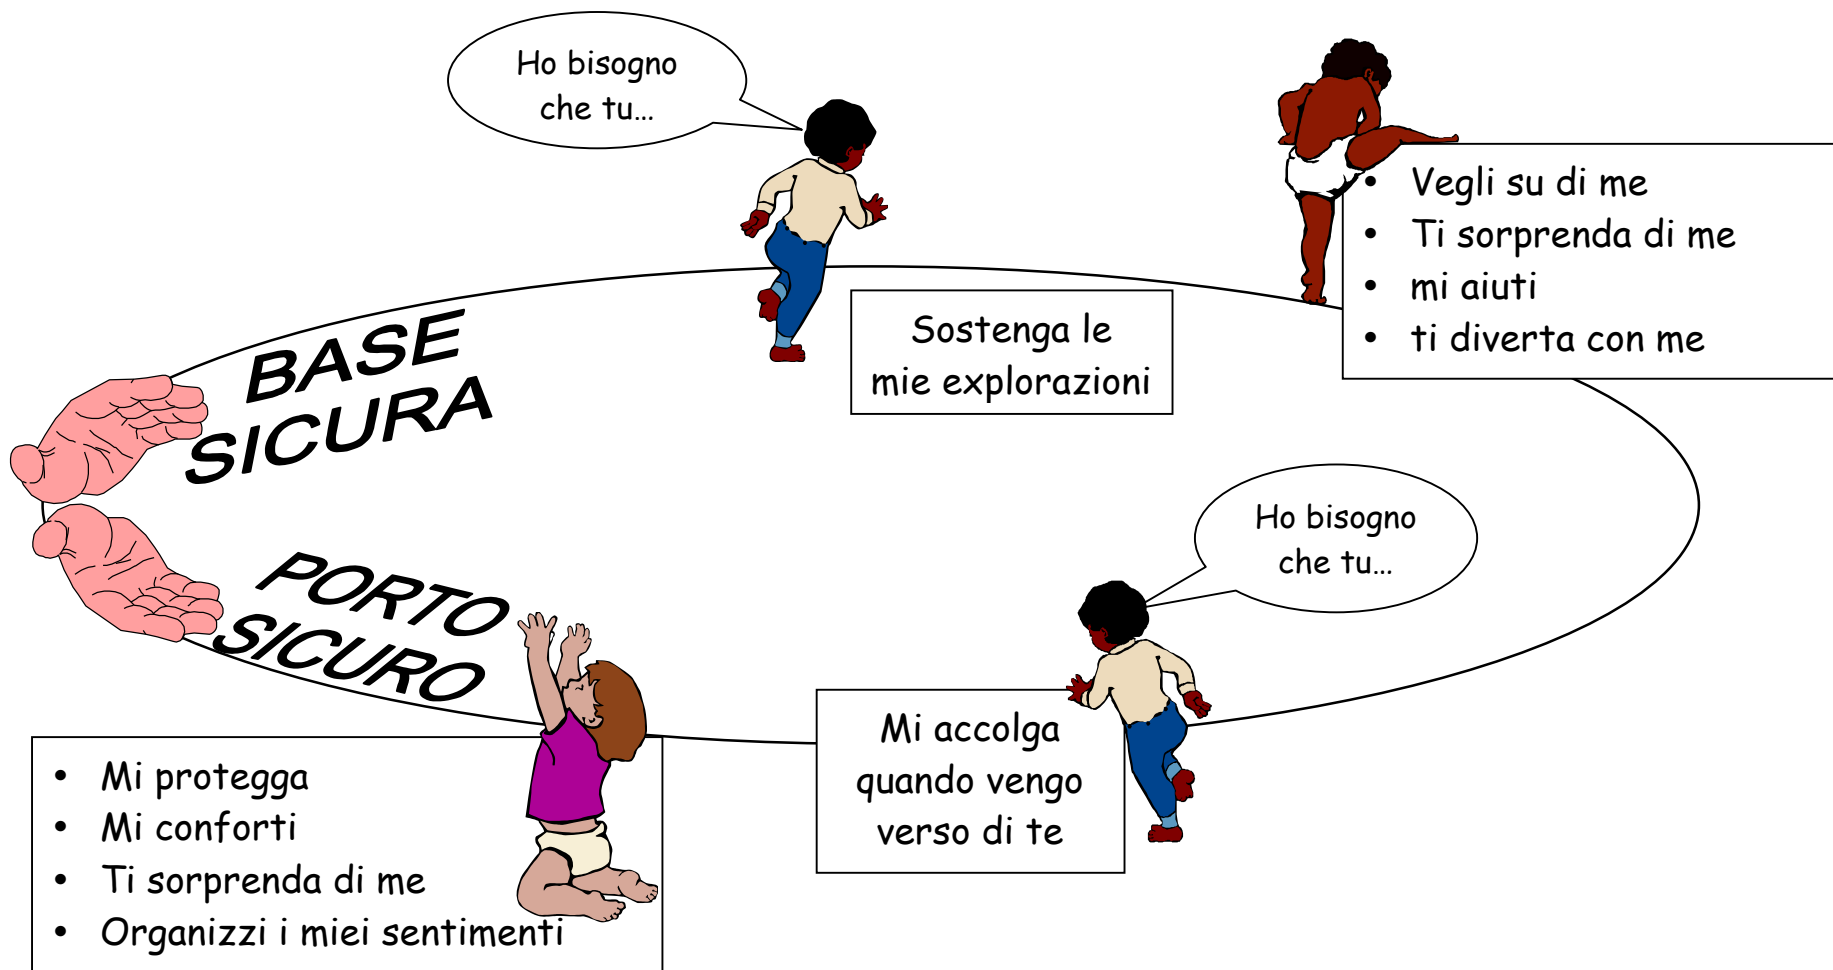 Ho bisogno
che tu...
• Vegli su di me
• Ti sorprenda di me
• mi aiuti
• ti diverta con me
Sostenga le
mie explorazioni
BASE
SICURA
Ho bisogno
che tu...
PORTO
SICURO
Mi accolga
quando vengo
verso di te
• Mi protegga
• Mi conforti
• Ti sorprenda di me
• Organizzi i miei sentimenti